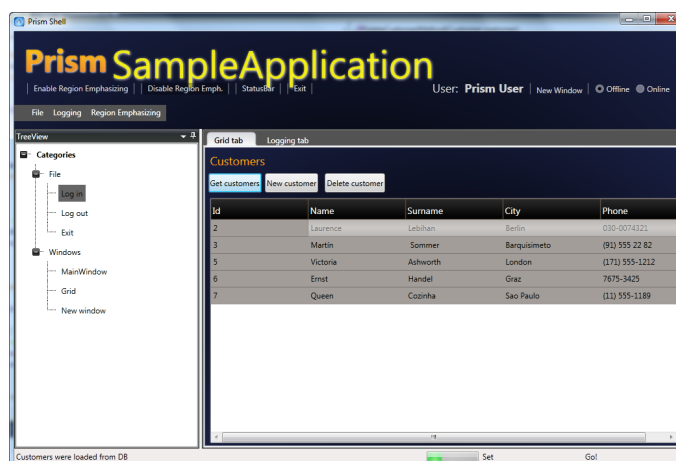 Prism Shell
Prism SampleApplication
Enable Region Emphasizing | | Disable Region Emph. | | StatusBar | | Exit |
User: Prism User | New Window | Offline Online
File Logging Region Emphasizing
TreeView
Categories
File
Log in
Log out
Exit
Windows
MainWindow
Grid
New window
Grid tab Logging tab
Customers
Get customers New customer Delete customer
Id Name Surname City Phone
2 Laurence Lebihan Berlin 030-0074321
3 Martín Sommer Barquisimeto (91) 555 22 82
5 Victoria Ashworth London (171) 555-1212
6 Ernst Handel Graz 7675-3425
7 Queen Cozinha Sao Paulo (11) 555-1189
Customers were loaded from DB
Set Go!